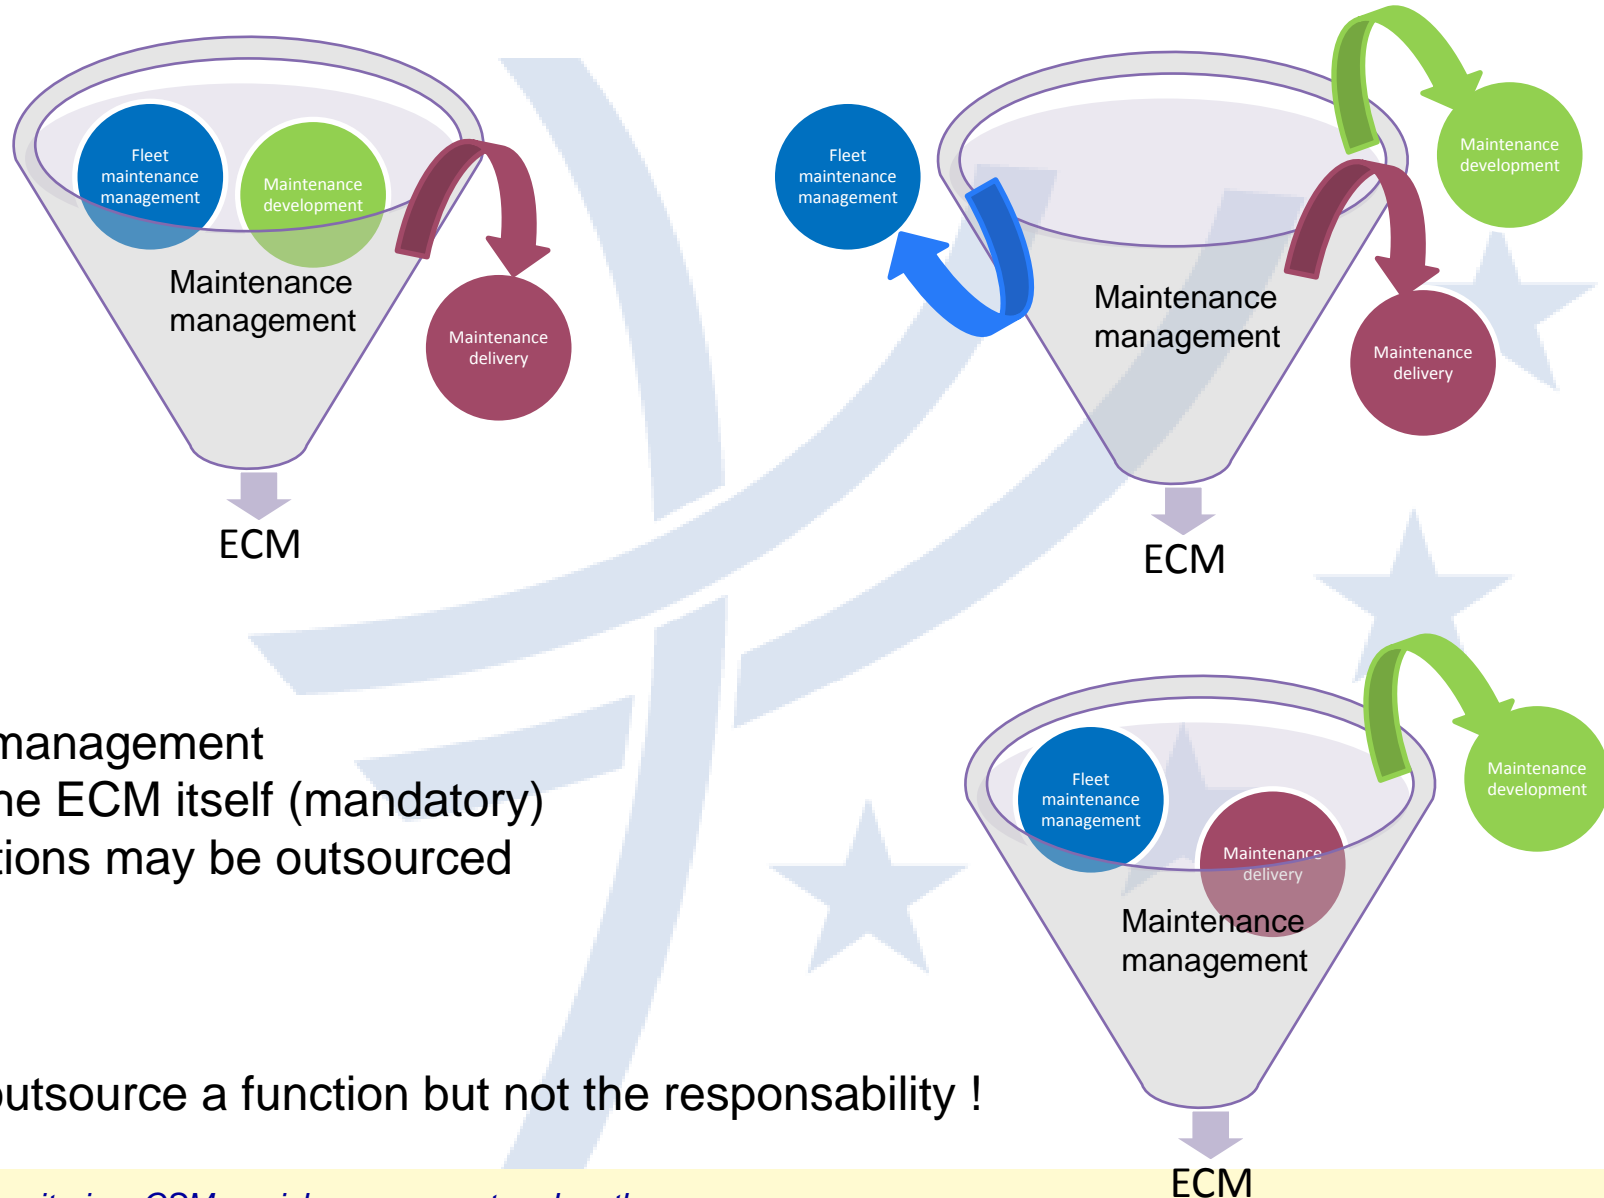 Fleet
maintenance
management
Maintenance
development
Maintenance
management
Maintenance
delivery
ECM
Fleet
maintenance
management
Maintenance
development
Maintenance
management
Maintenance
delivery
ECM
management
ne ECM itself (mandatory)
tions may be outsourced
Fleet
maintenance
management
Maintenance
delivery
Maintenance
development
Maintenance
management
ECM
outsource a function but not the responsability !